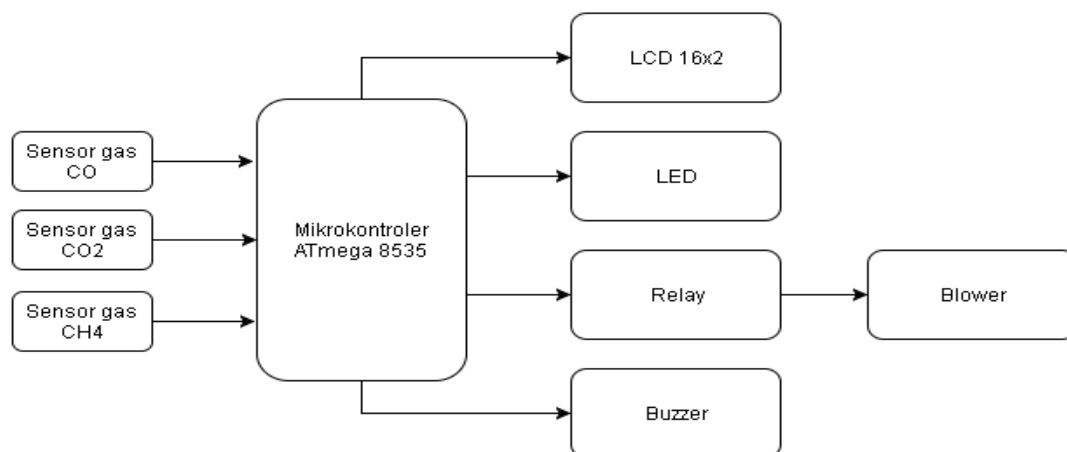 LCD 16x2
Sensor gas
CO
LED
Sensor gas
CO2
Mikrokontroler
ATmega 8535
Sensor gas
CH4
Relay
Blower
Buzzer